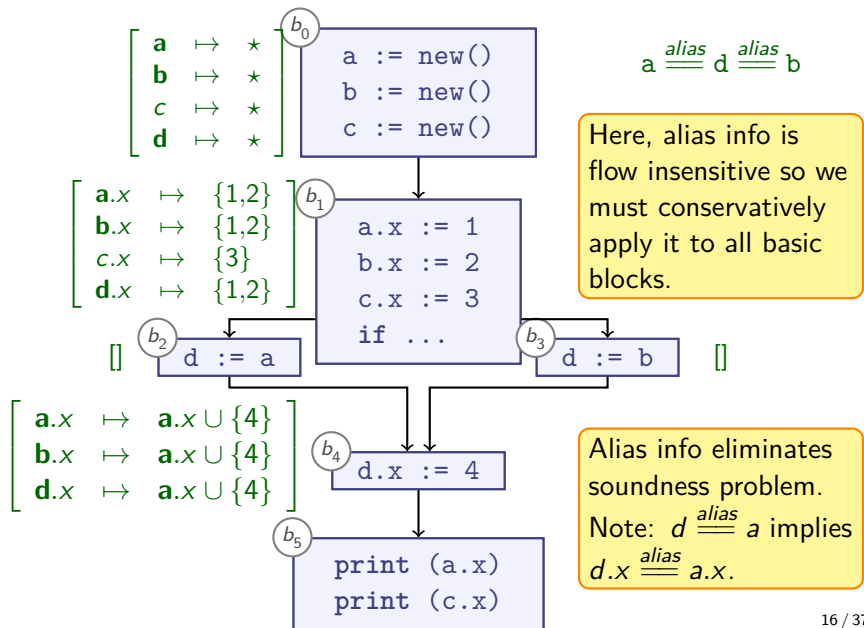 b0
[ a ↦ ⋆
b ↦ ⋆
c ↦ ⋆
d ↦ ⋆ ]
a := new()
b := new()
c := new()
a alias== d alias== b
Here, alias info is
flow insensitive so we
must conservatively
apply it to all basic
blocks.
b1
[ a.x ↦ {1,2}
b.x ↦ {1,2}
c.x ↦ {3}
d.x ↦ {1,2} ]
a.x := 1
b.x := 2
c.x := 3
if ...
b2
[] d := a
b3
d := b []
[ a.x ↦ a.x ∪ {4}
b.x ↦ a.x ∪ {4}
d.x ↦ a.x ∪ {4} ]
b4
d.x := 4
Alias info eliminates
soundness problem.
Note: d alias== a implies
d.x alias== a.x.
b5
print (a.x)
print (c.x)
16 / 37